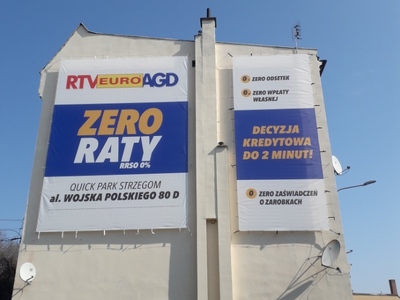 RTV EURO AGD
ZERO
RATY
RRSO 0%
QUICK PARK STRZEGOM
al. WOJSKA POLSKIEGO 80 D
0% ZERO ODSETEK
0% ZERO WPŁATY
WŁASNEJ
DECYZJA
KREDYTOWA
DO 2 MINUT!
0 ZERO ZAŚWIADCZEŃ
O ZAROBKACH